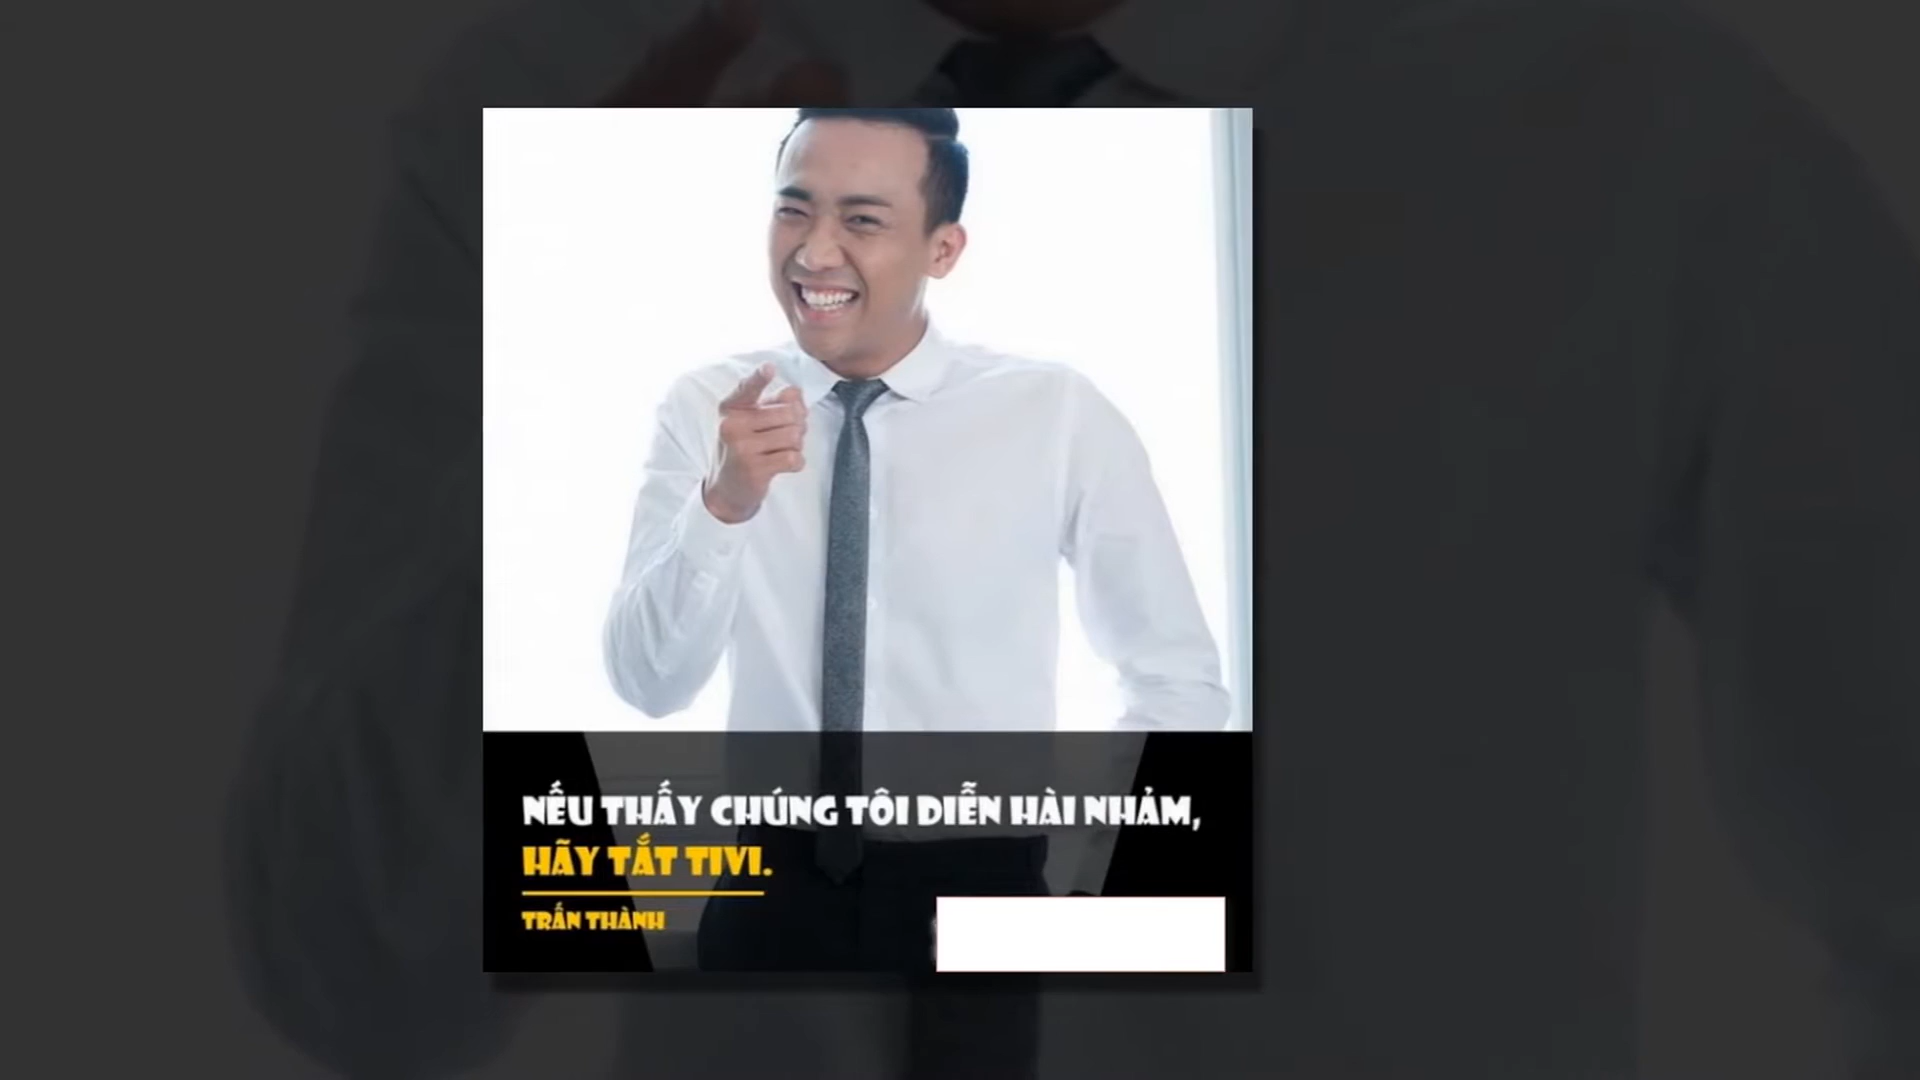 NẾU THẤY CHÚNG TÔI DIỄN HÀI NHẢM,
HÃY TẮT TIVI.
TRẤN THÀNH